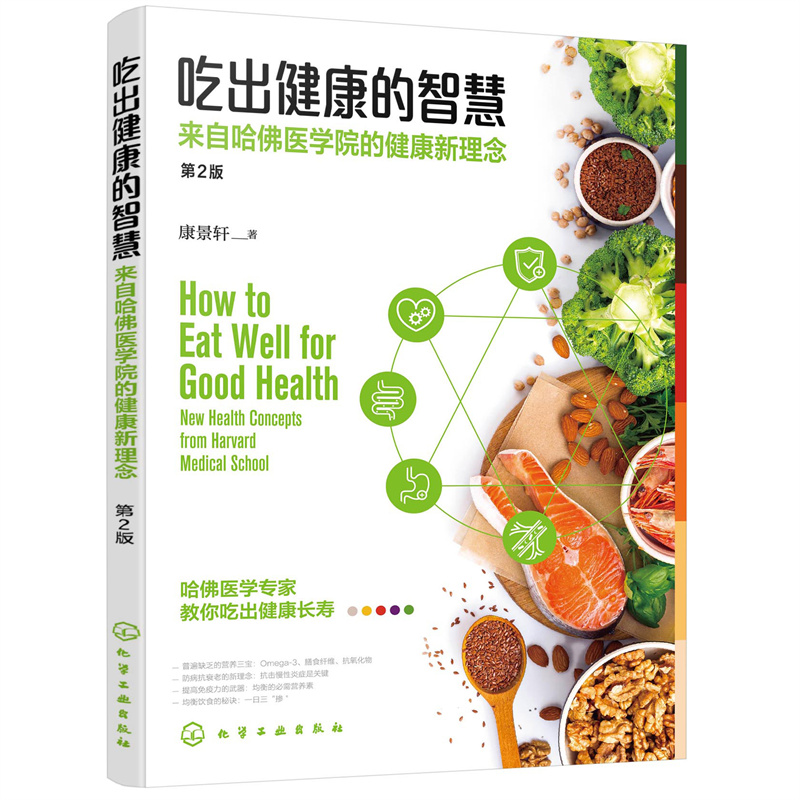 吃出健康的智慧
来自哈佛医学院的健康新理念
第2版
康景轩 著
How to
Eat Well for
Good Health
New Health Concepts
from Harvard
Medical School
哈佛医学专家
教你吃出健康长寿
普遍缺乏的营养三宝：Omega-3、膳食纤维、抗氧化物
防病抗衰老的新理念：抗击慢性炎症是关键
提高免疫力的武器：均衡的必需营养素
均衡饮食的秘诀：一日三“掺”
化学工业出版社
吃出健康的智慧
来自哈佛医学院的健康新理念
第2版
化学工业出版社